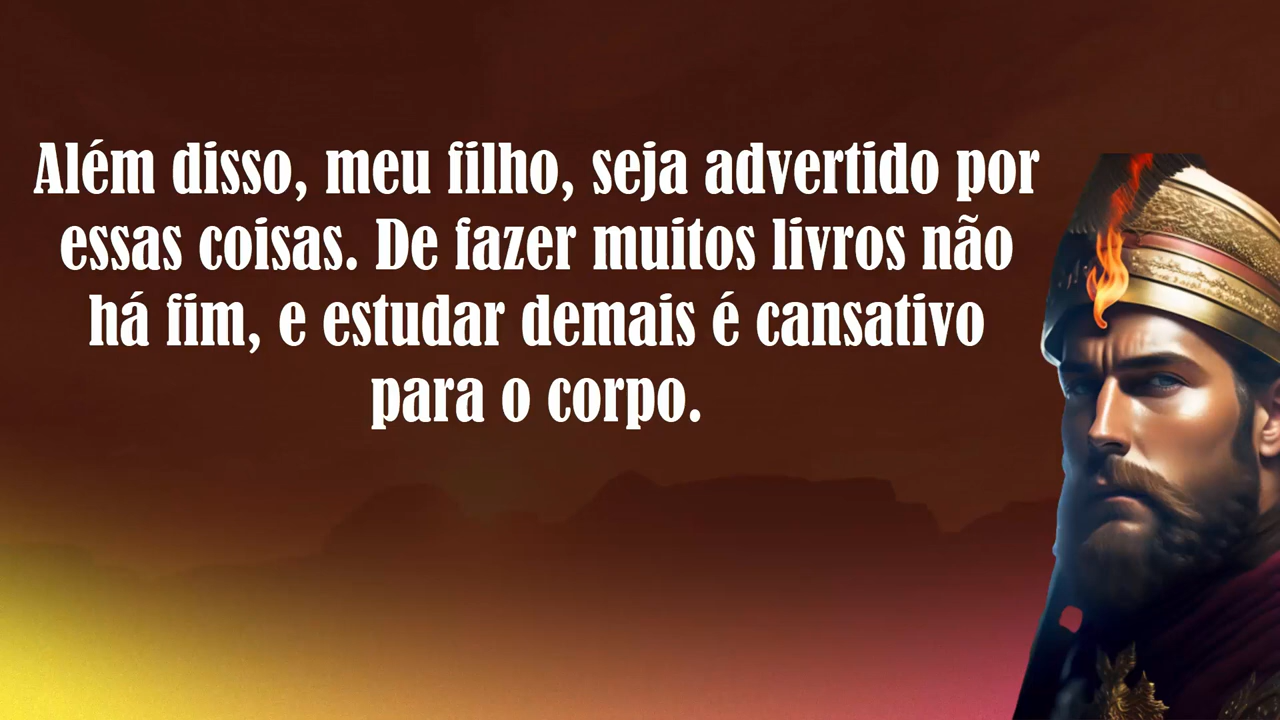 Além disso, meu filho, seja advertido por
essas coisas. De fazer muitos livros não
há fim, e estudar demais é cansativo
para o corpo.